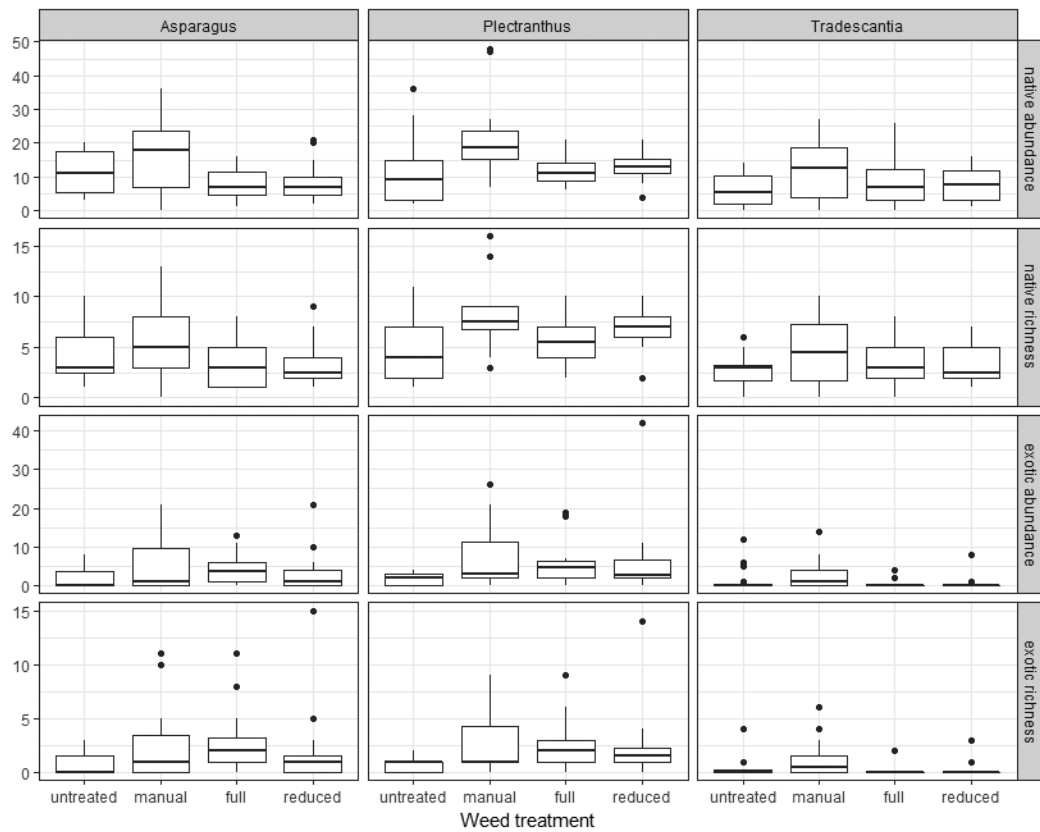 Asparagus Plectranthus Tradescantia
50
40
30
20
10
0
native abundance
15
10
5
0
native richness
40
30
20
10
0
exotic abundance
15
10
5
0
exotic richness
untreated manual full reduced untreated manual full reduced untreated manual full reduced
Weed treatment